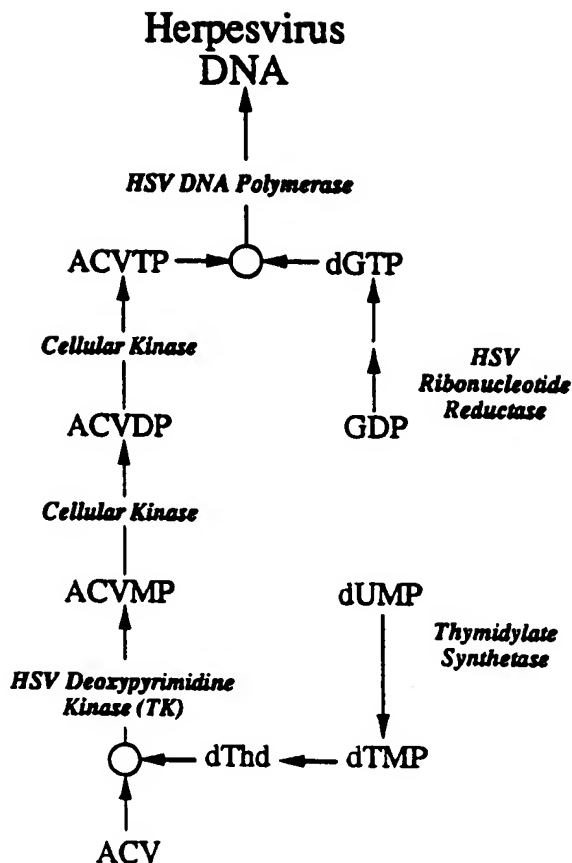 Herpesvirus
DNA
HSV DNA Polymerase
ACVTP
dGTP
Cellular Kinase
HSV
Ribonucleotide
Reductase
ACVDP
GDP
Cellular Kinase
ACVMP
dUMP
Thymidylate
Synthetase
HSV Deoxypyrimidine
Kinase (TK)
dThd
dTMP
ACV